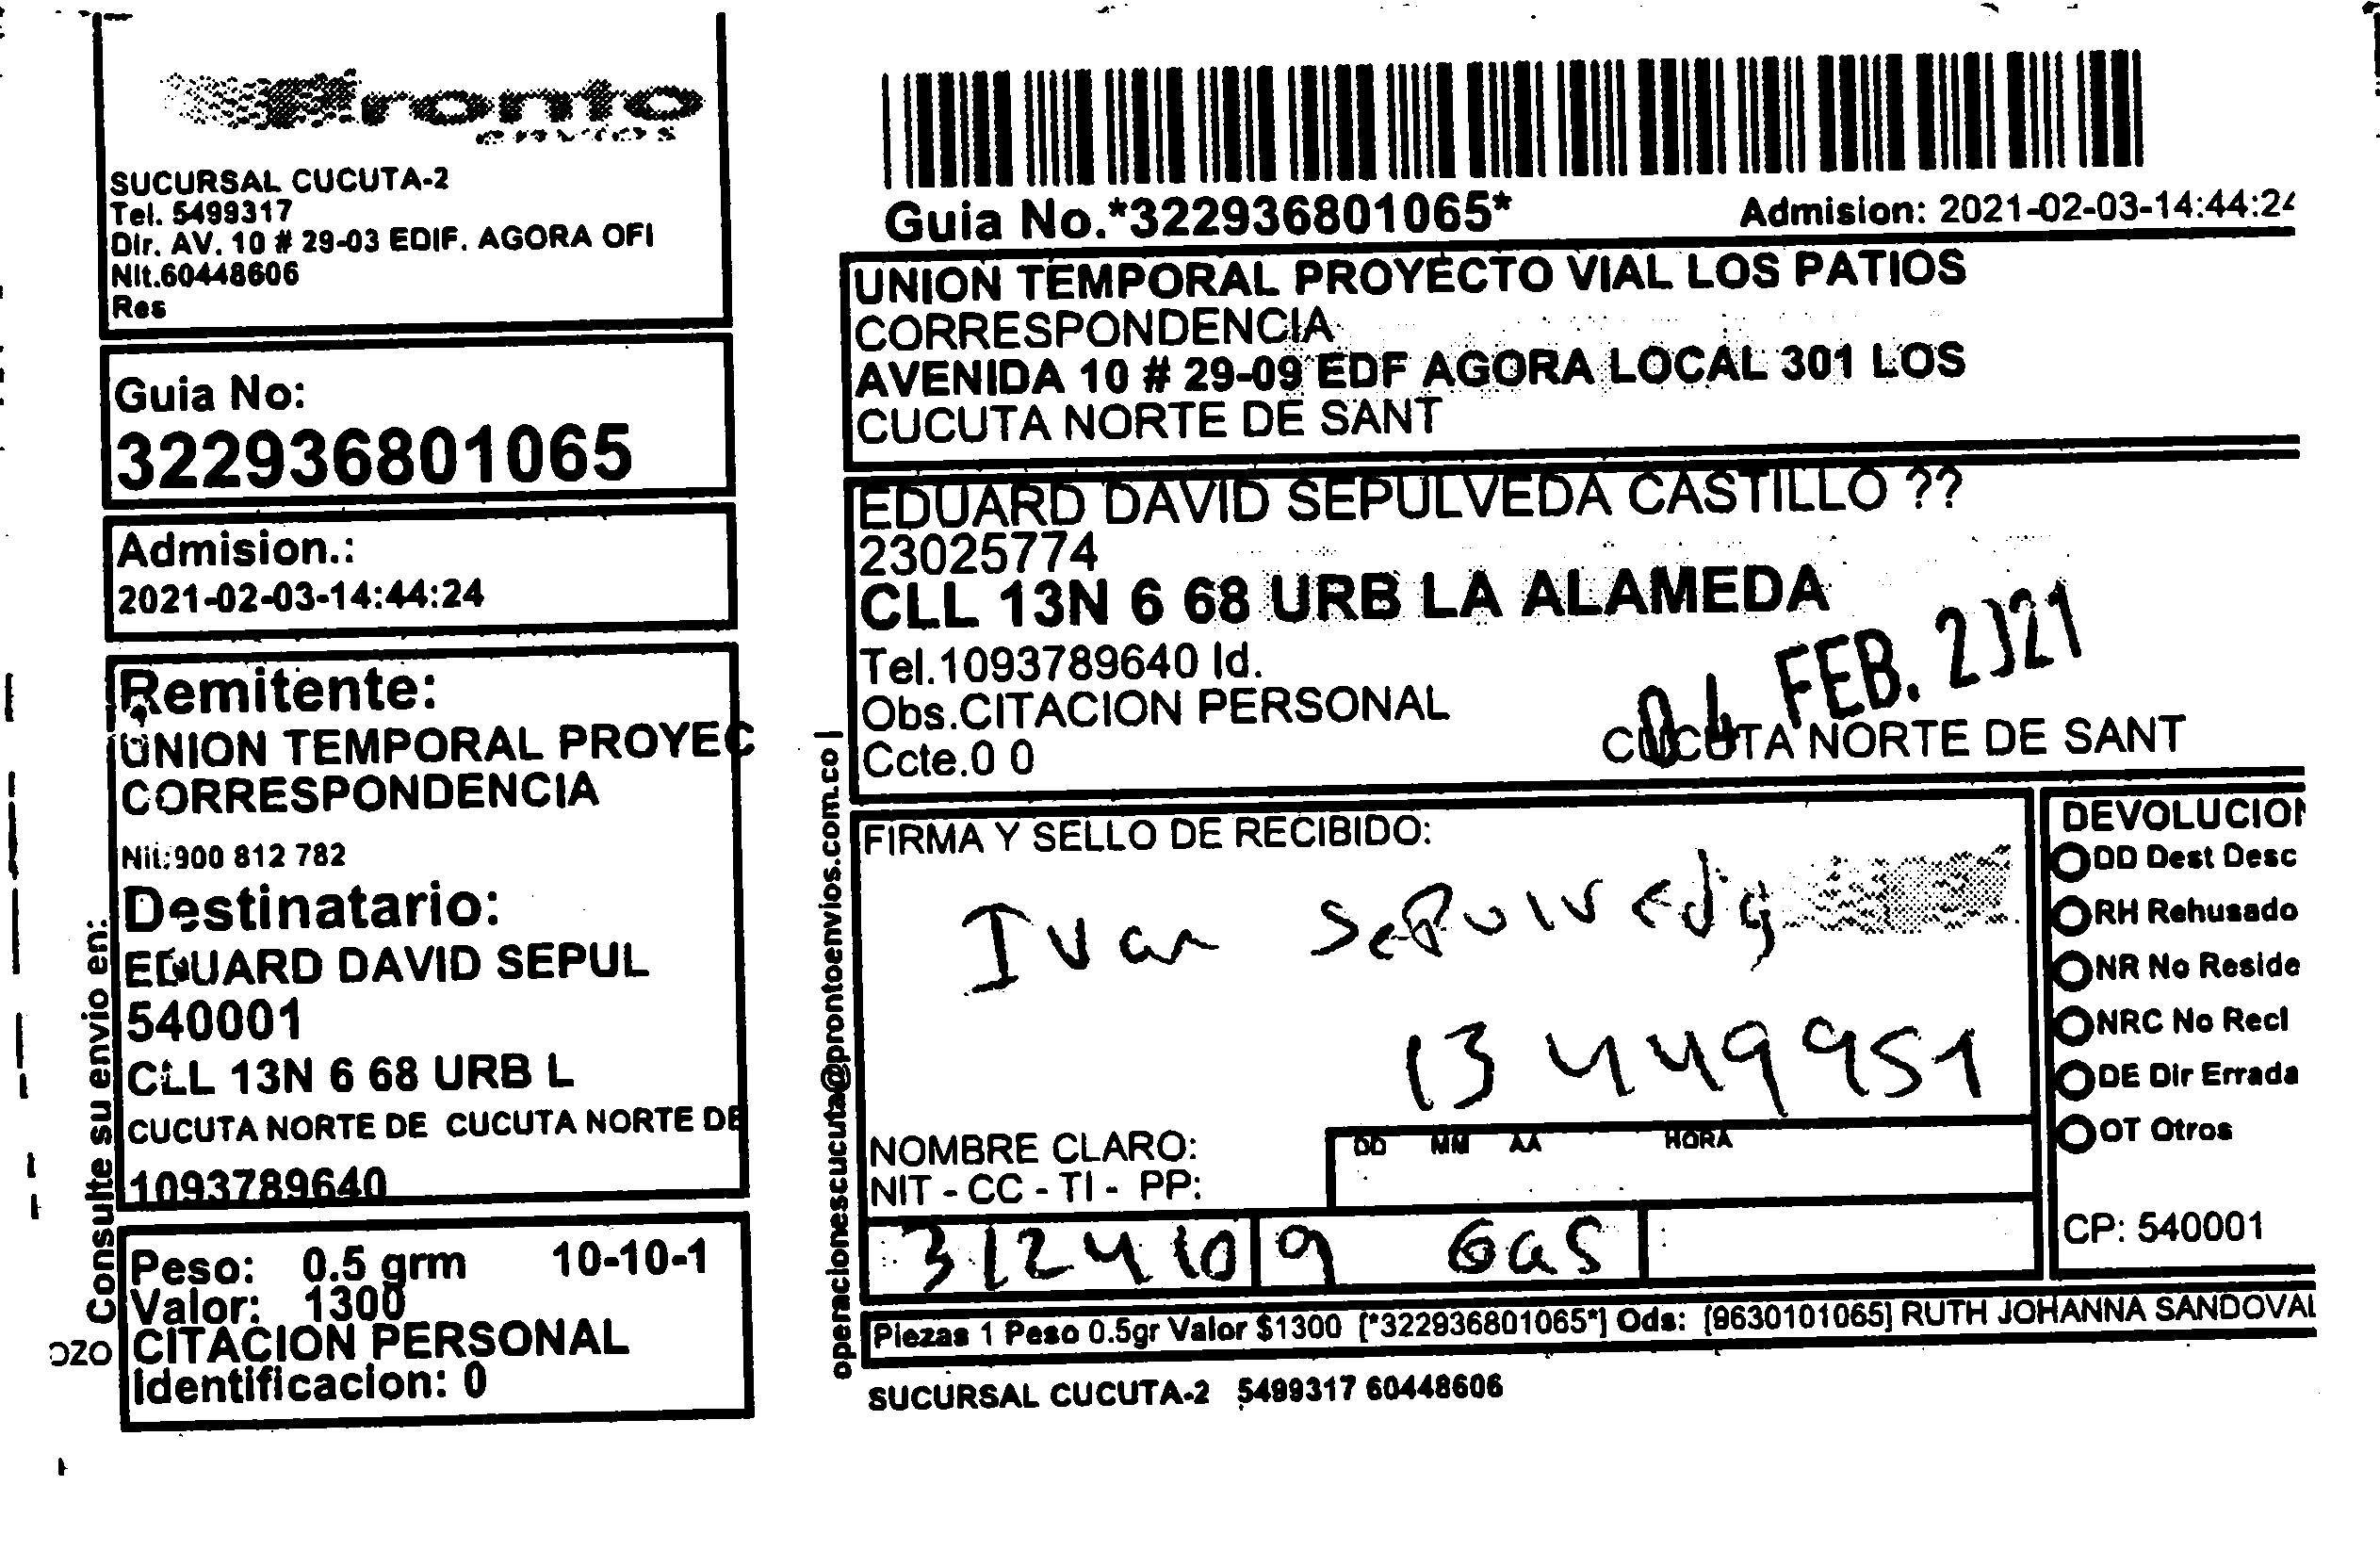 Pronto
envios
SUCURSAL CUCUTA-2
Tel. 5499317
Dir. AV. 10 # 29-03 EDIF. AGORA OFI
Nit.60448606
Res
Guia No:
322936801065
Admision.:
2021-02-03-14:44:24
Remitente:
UNION TEMPORAL PROYEC
CORRESPONDENCIA
Nit:900 812 782
Destinatario:
EDUARD DAVID SEPUL
540001
CLL 13N 6 68 URB L
CUCUTA NORTE DE CUCUTA NORTE DE
1093789640
Peso: 0.5 grm 10-10-1
Valor: 1300
CITACION PERSONAL
Identificacion: 0
Consulte su envio en:
OZO
operacionescucuta@prontoenvios.com.co |
Guia No.*322936801065*
Admision: 2021-02-03-14:44:24
UNION TEMPORAL PROYECTO VIAL LOS PATIOS
CORRESPONDENCIA
AVENIDA 10 # 29-09 EDF AGORA LOCAL 301 LOS
CUCUTA NORTE DE SANT
EDUARD DAVID SEPULVEDA CASTILLO ??
23025774
CLL 13N 6 68 URB LA ALAMEDA
Tel.1093789640 Id.
Obs.CITACION PERSONAL
04 FEB. 2021
Ccte.0 0
CUCUTA NORTE DE SANT
FIRMA Y SELLO DE RECIBIDO:
Ivan Sepulveda
13449951
NOMBRE CLARO:
NIT - CC - TI - PP:
DD MM AA HORA
3124109 Gas
DEVOLUCION
DD Dest Desc
RH Rehusado
NR No Reside
NRC No Recl
DE Dir Errada
OT Otros
CP: 540001
Piezas 1 Peso 0.5gr Valor $1300 [*322936801065*] Ods: [9630101065] RUTH JOHANNA SANDOVAL
SUCURSAL CUCUTA-2 5499317 60448606